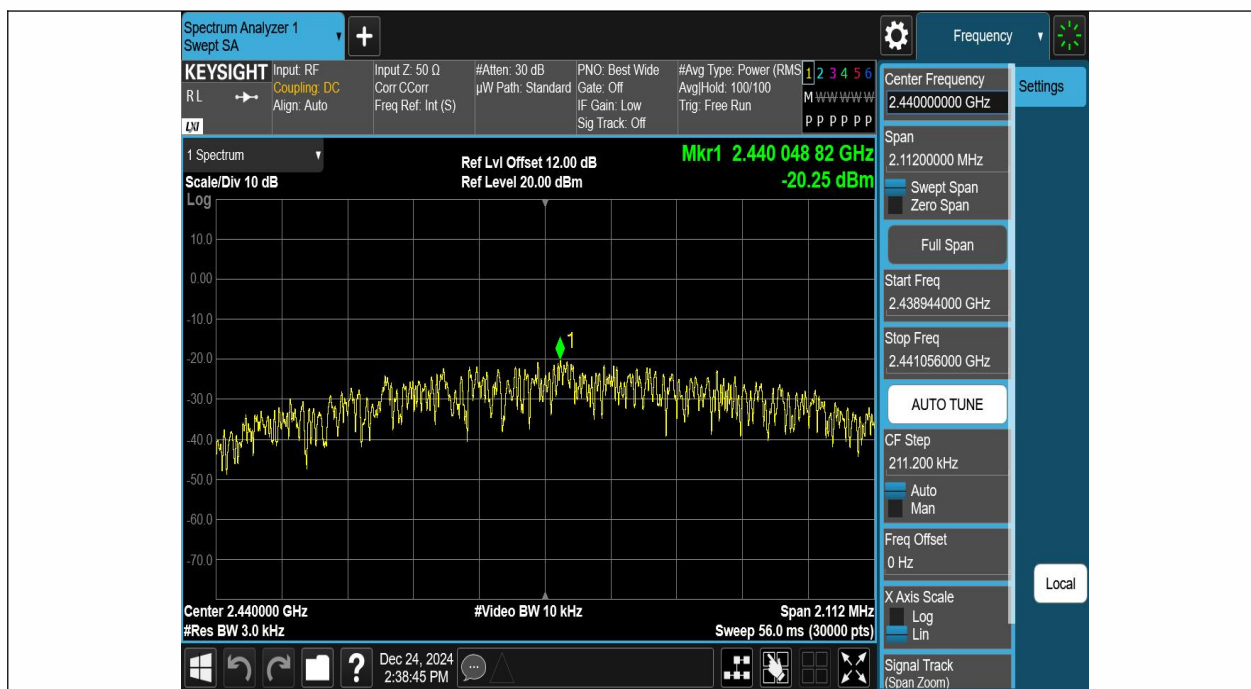 Spectrum Analyzer 1
Swept SA
+
Frequency
KEYSIGHT
RL
LXI
Input: RF
Coupling: DC
Align: Auto
Input Z: 50 Ω
Corr CCorr
Freq Ref: Int (S)
#Atten: 30 dB
µW Path: Standard
PNO: Best Wide
Gate: Off
IF Gain: Low
Sig Track: Off
#Avg Type: Power (RMS
Avg|Hold: 100/100
Trig: Free Run
1 2 3 4 5 6
M W W W W W
P P P P P P
1 Spectrum
Scale/Div 10 dB
Log
Ref Lvl Offset 12.00 dB
Ref Level 20.00 dBm
Mkr1 2.440 048 82 GHz
-20.25 dBm
10.0
0.00
-10.0
-20.0
-30.0
-40.0
-50.0
-60.0
-70.0
1
Center 2.440000 GHz
#Res BW 3.0 kHz
#Video BW 10 kHz
Span 2.112 MHz
Sweep 56.0 ms (30000 pts)
Dec 24, 2024
2:38:45 PM
?
Center Frequency
2.440000000 GHz
Settings
Span
2.11200000 MHz
Swept Span
Zero Span
Full Span
Start Freq
2.438944000 GHz
Stop Freq
2.441056000 GHz
AUTO TUNE
CF Step
211.200 kHz
Auto
Man
Freq Offset
0 Hz
Local
X Axis Scale
Log
Lin
Signal Track
(Span Zoom)